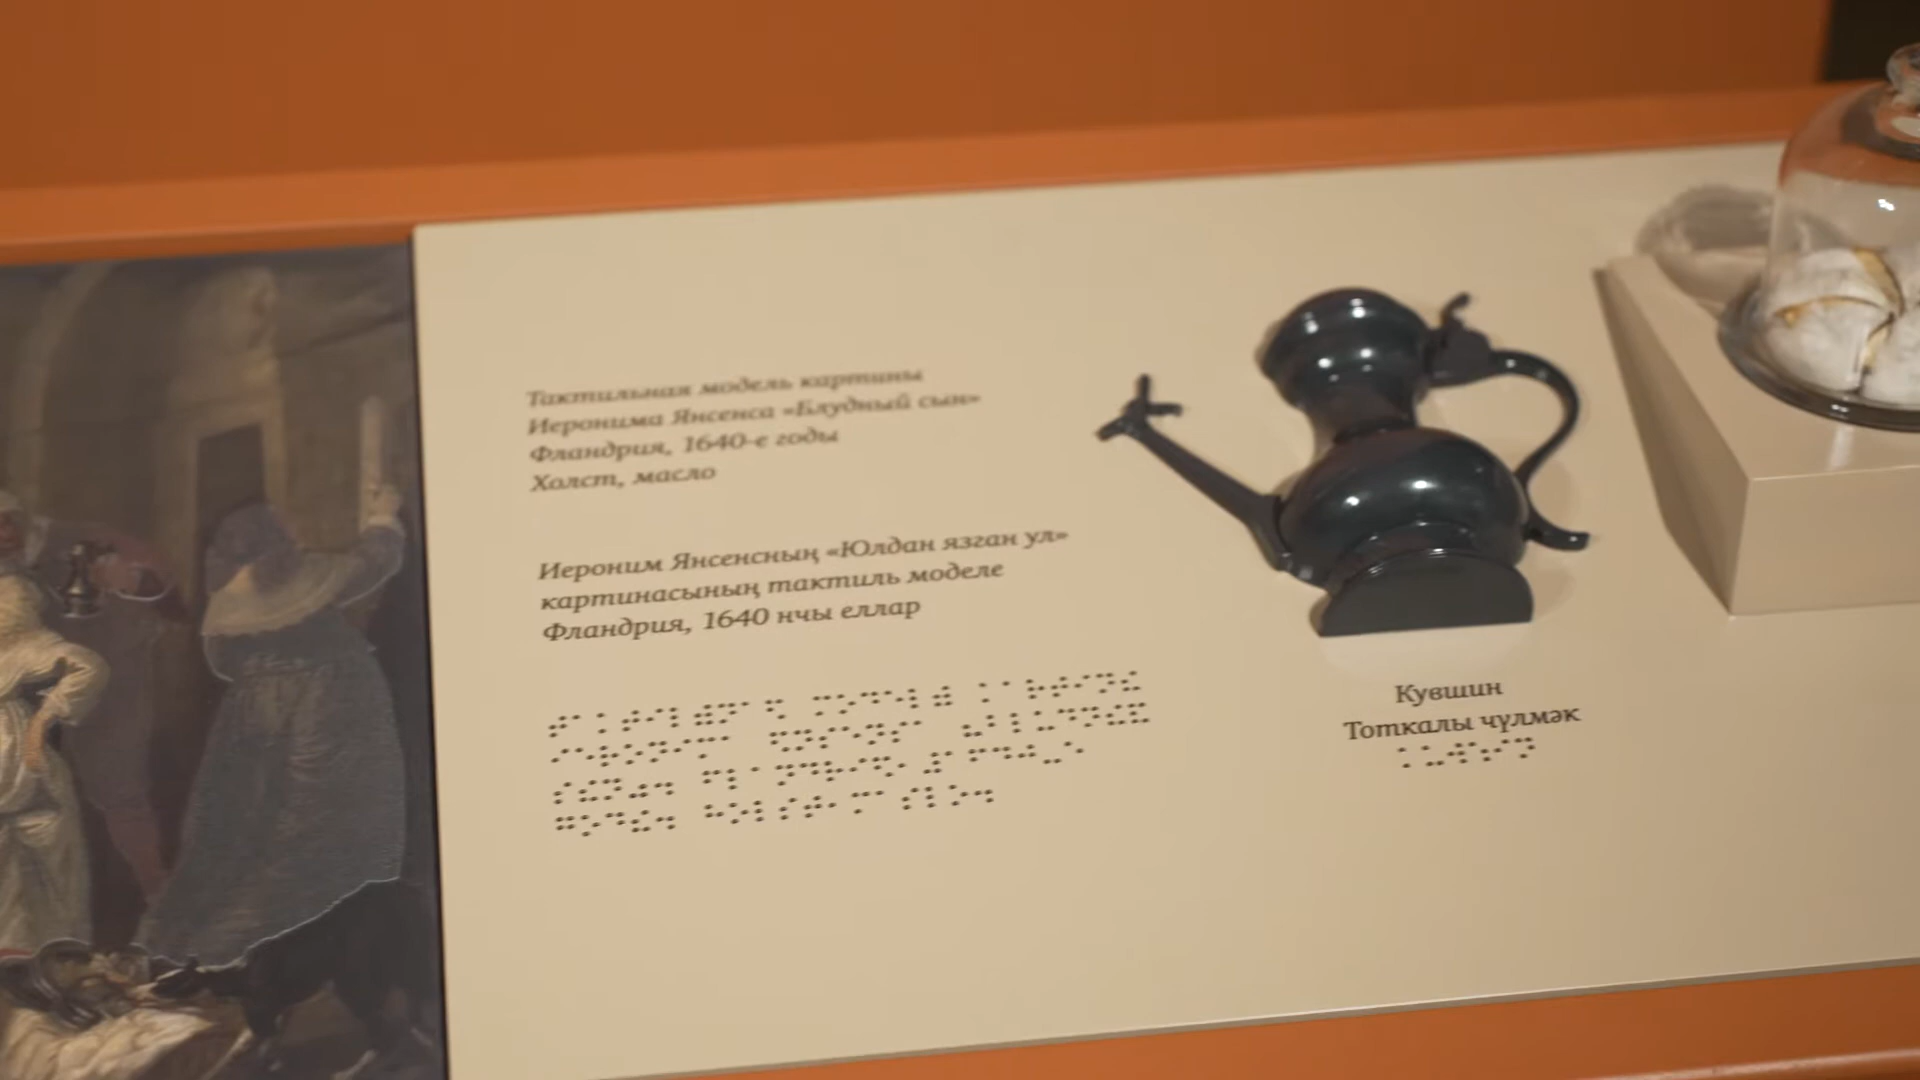 Тактильная модель картины
Иеронима Янсенса «Блудный сын»
Фландрия, 1640-е годы
Холст, масло
Иероним Янсенсның «Юлдан язган ул»
картинасының тактиль моделе
Фландрия, 1640 нчы еллар
Кувшин
Тоткалы чүлмәк